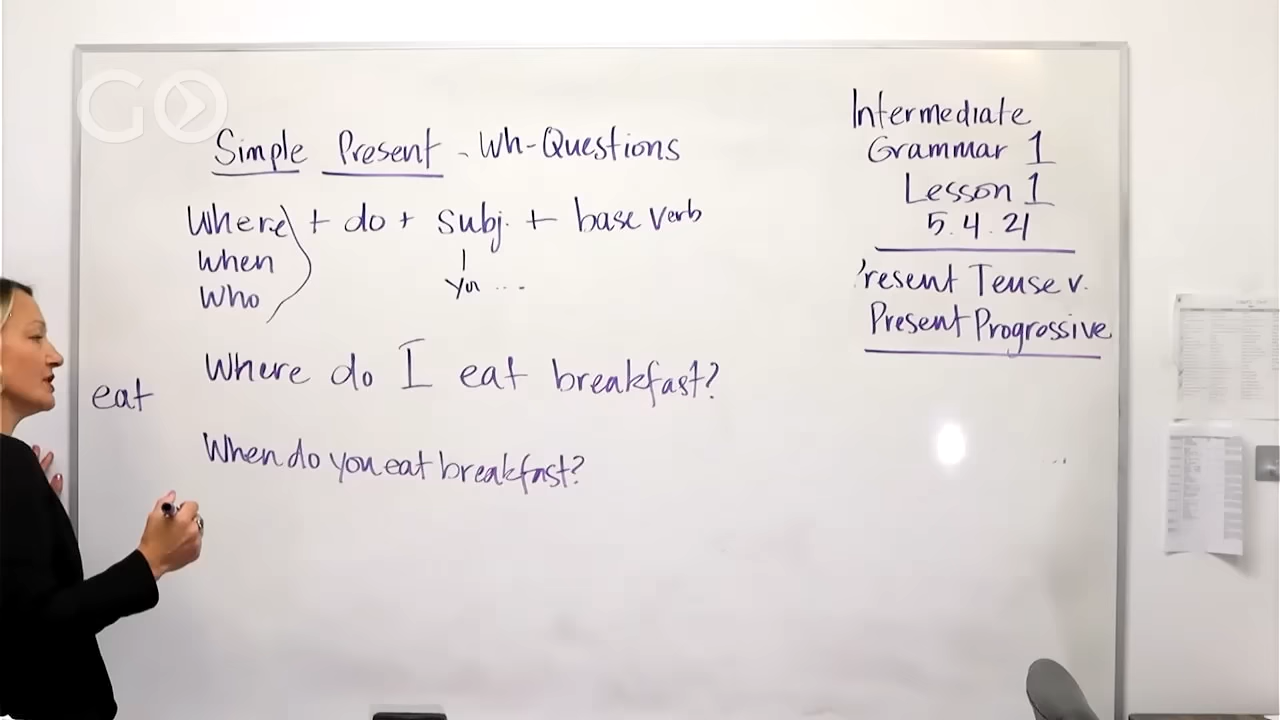 GO
Simple Present - Wh-Questions
Where + do + subj. + base verb
When I
Who You ...
Where do I eat breakfast?
eat
When do you eat breakfast?
Intermediate
Grammar 1
Lesson 1
5.4.21
Present Tense v.
Present Progressive